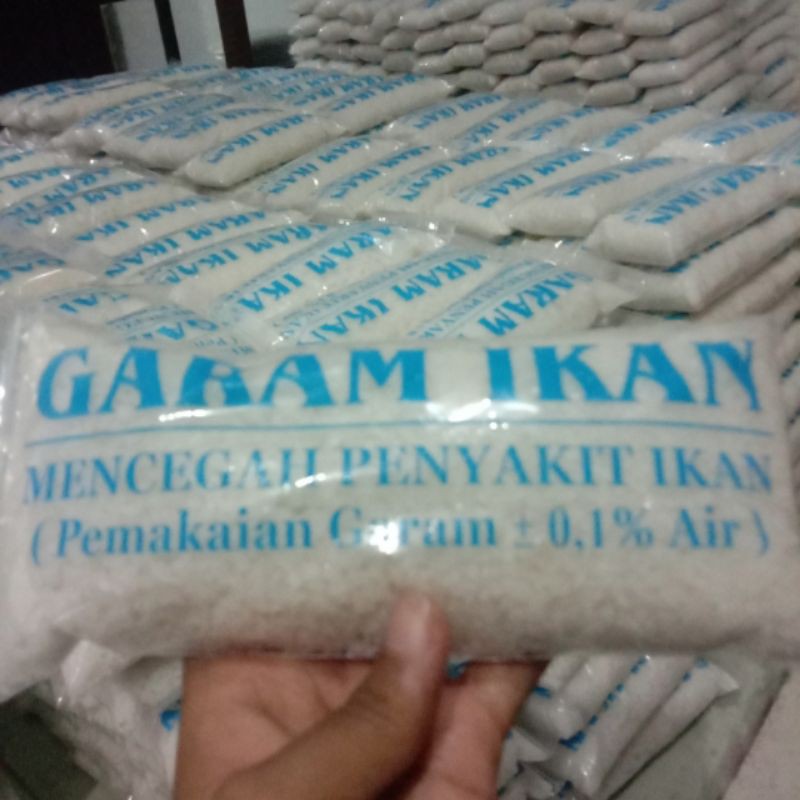 GARAM IKAN
MENCEGAH PENYAKIT IKAN
(Pemakaian Garam ± 0,1% Air)